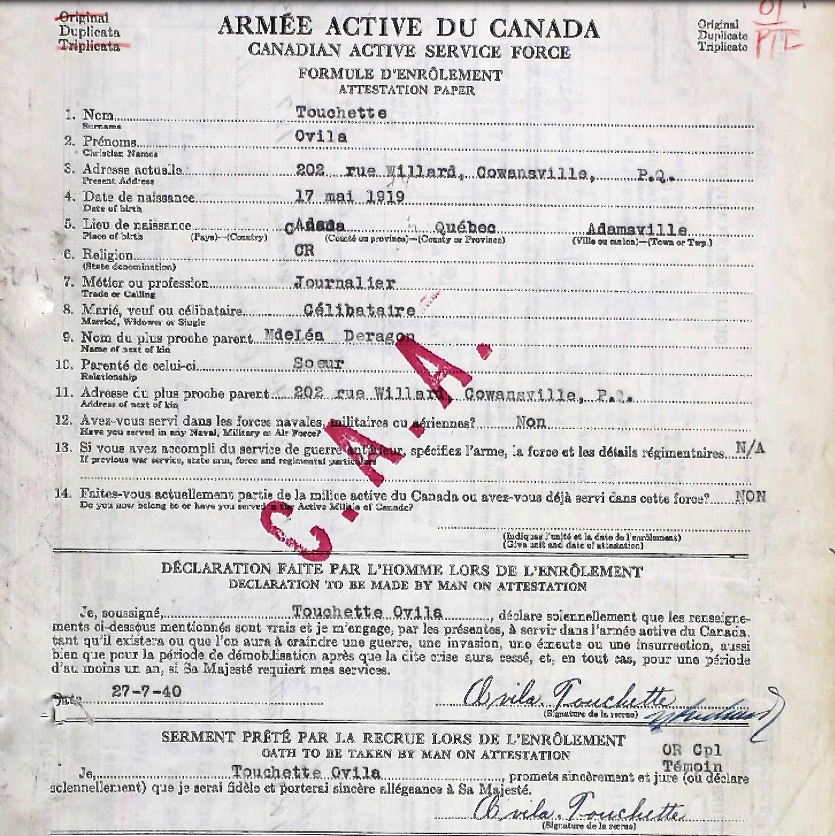 Original
Duplicata
Triplicata
ARMÉE ACTIVE DU CANADA
CANADIAN ACTIVE SERVICE FORCE
Original
Duplicate
Triplicate
FORMULE D'ENRÔLEMENT
ATTESTATION PAPER
1. Nom Touchette
Surname
2. Prénoms Ovila
Christian Names
3. Adresse actuelle 202 rue Willard, Cowansville, P.Q.
Present Address
4. Date de naissance 17 mai 1919
Date of birth
5. Lieu de naissance Québec Adamsville
Place of birth (Pays)—(Country) (Comté ou province)—(County or Province) (Ville ou canton)—(Town or Twp.)
6. Religion CR
(State denomination)
7. Métier ou profession Journalier
Trade or Calling
8. Marié, veuf ou célibataire Célibataire
Married, Widower or Single
9. Nom du plus proche parent MdeLéa Deragon
Name of next of kin
10. Parenté de celui-ci Soeur
Relationship
11. Adresse du plus proche parent 202 rue Willard, Cowansville, P.Q.
Address of next of kin
12. Avez-vous servi dans les forces navales, militaires ou aériennes? Non
Have you served in any Naval, Military or Air Force?
13. Si vous avez accompli du service de guerre antérieur, spécifiez l'arme, la force et les détails régimentaires N/A
If previous war service, state arm, force and regimental particulars
14. Faites-vous actuellement partie de la milice active du Canada ou avez-vous déjà servi dans cette force? NON
Do you now belong to or have you served in the Active Militia of Canada?
(Indiquez l'unité et la date de l'enrôlement)
(Give unit and date of attestation)
C.A.A.
DÉCLARATION FAITE PAR L'HOMME LORS DE L'ENRÔLEMENT
DECLARATION TO BE MADE BY MAN ON ATTESTATION
Je, soussigné, Touchette Ovila, déclare solennellement que les renseigne-
ments ci-dessous mentionnés sont vrais et je m'engage, par les présentes, à servir dans l'armée active du Canada,
tant qu'il existera ou que l'on aura à craindre une guerre, une invasion, une émeute ou une insurrection, aussi
bien que pour la période de démobilisation après que la dite crise aura cessé, et, en tout cas, pour une période
d'au moins un an, si Sa Majesté requiert mes services.
Date 27-7-40 Ovila Touchette
(Signature de la recrue)
SERMENT PRÊTÉ PAR LA RECRUE LORS DE L'ENRÔLEMENT
OATH TO BE TAKEN BY MAN ON ATTESTATION
OR Cpl
Témoin
Je, Touchette Ovila, promets sincèrement et jure (ou déclare
solennellement) que je serai fidèle et porterai sincère allégeance à Sa Majesté.
Ovila Touchette
(Signature de la recrue)